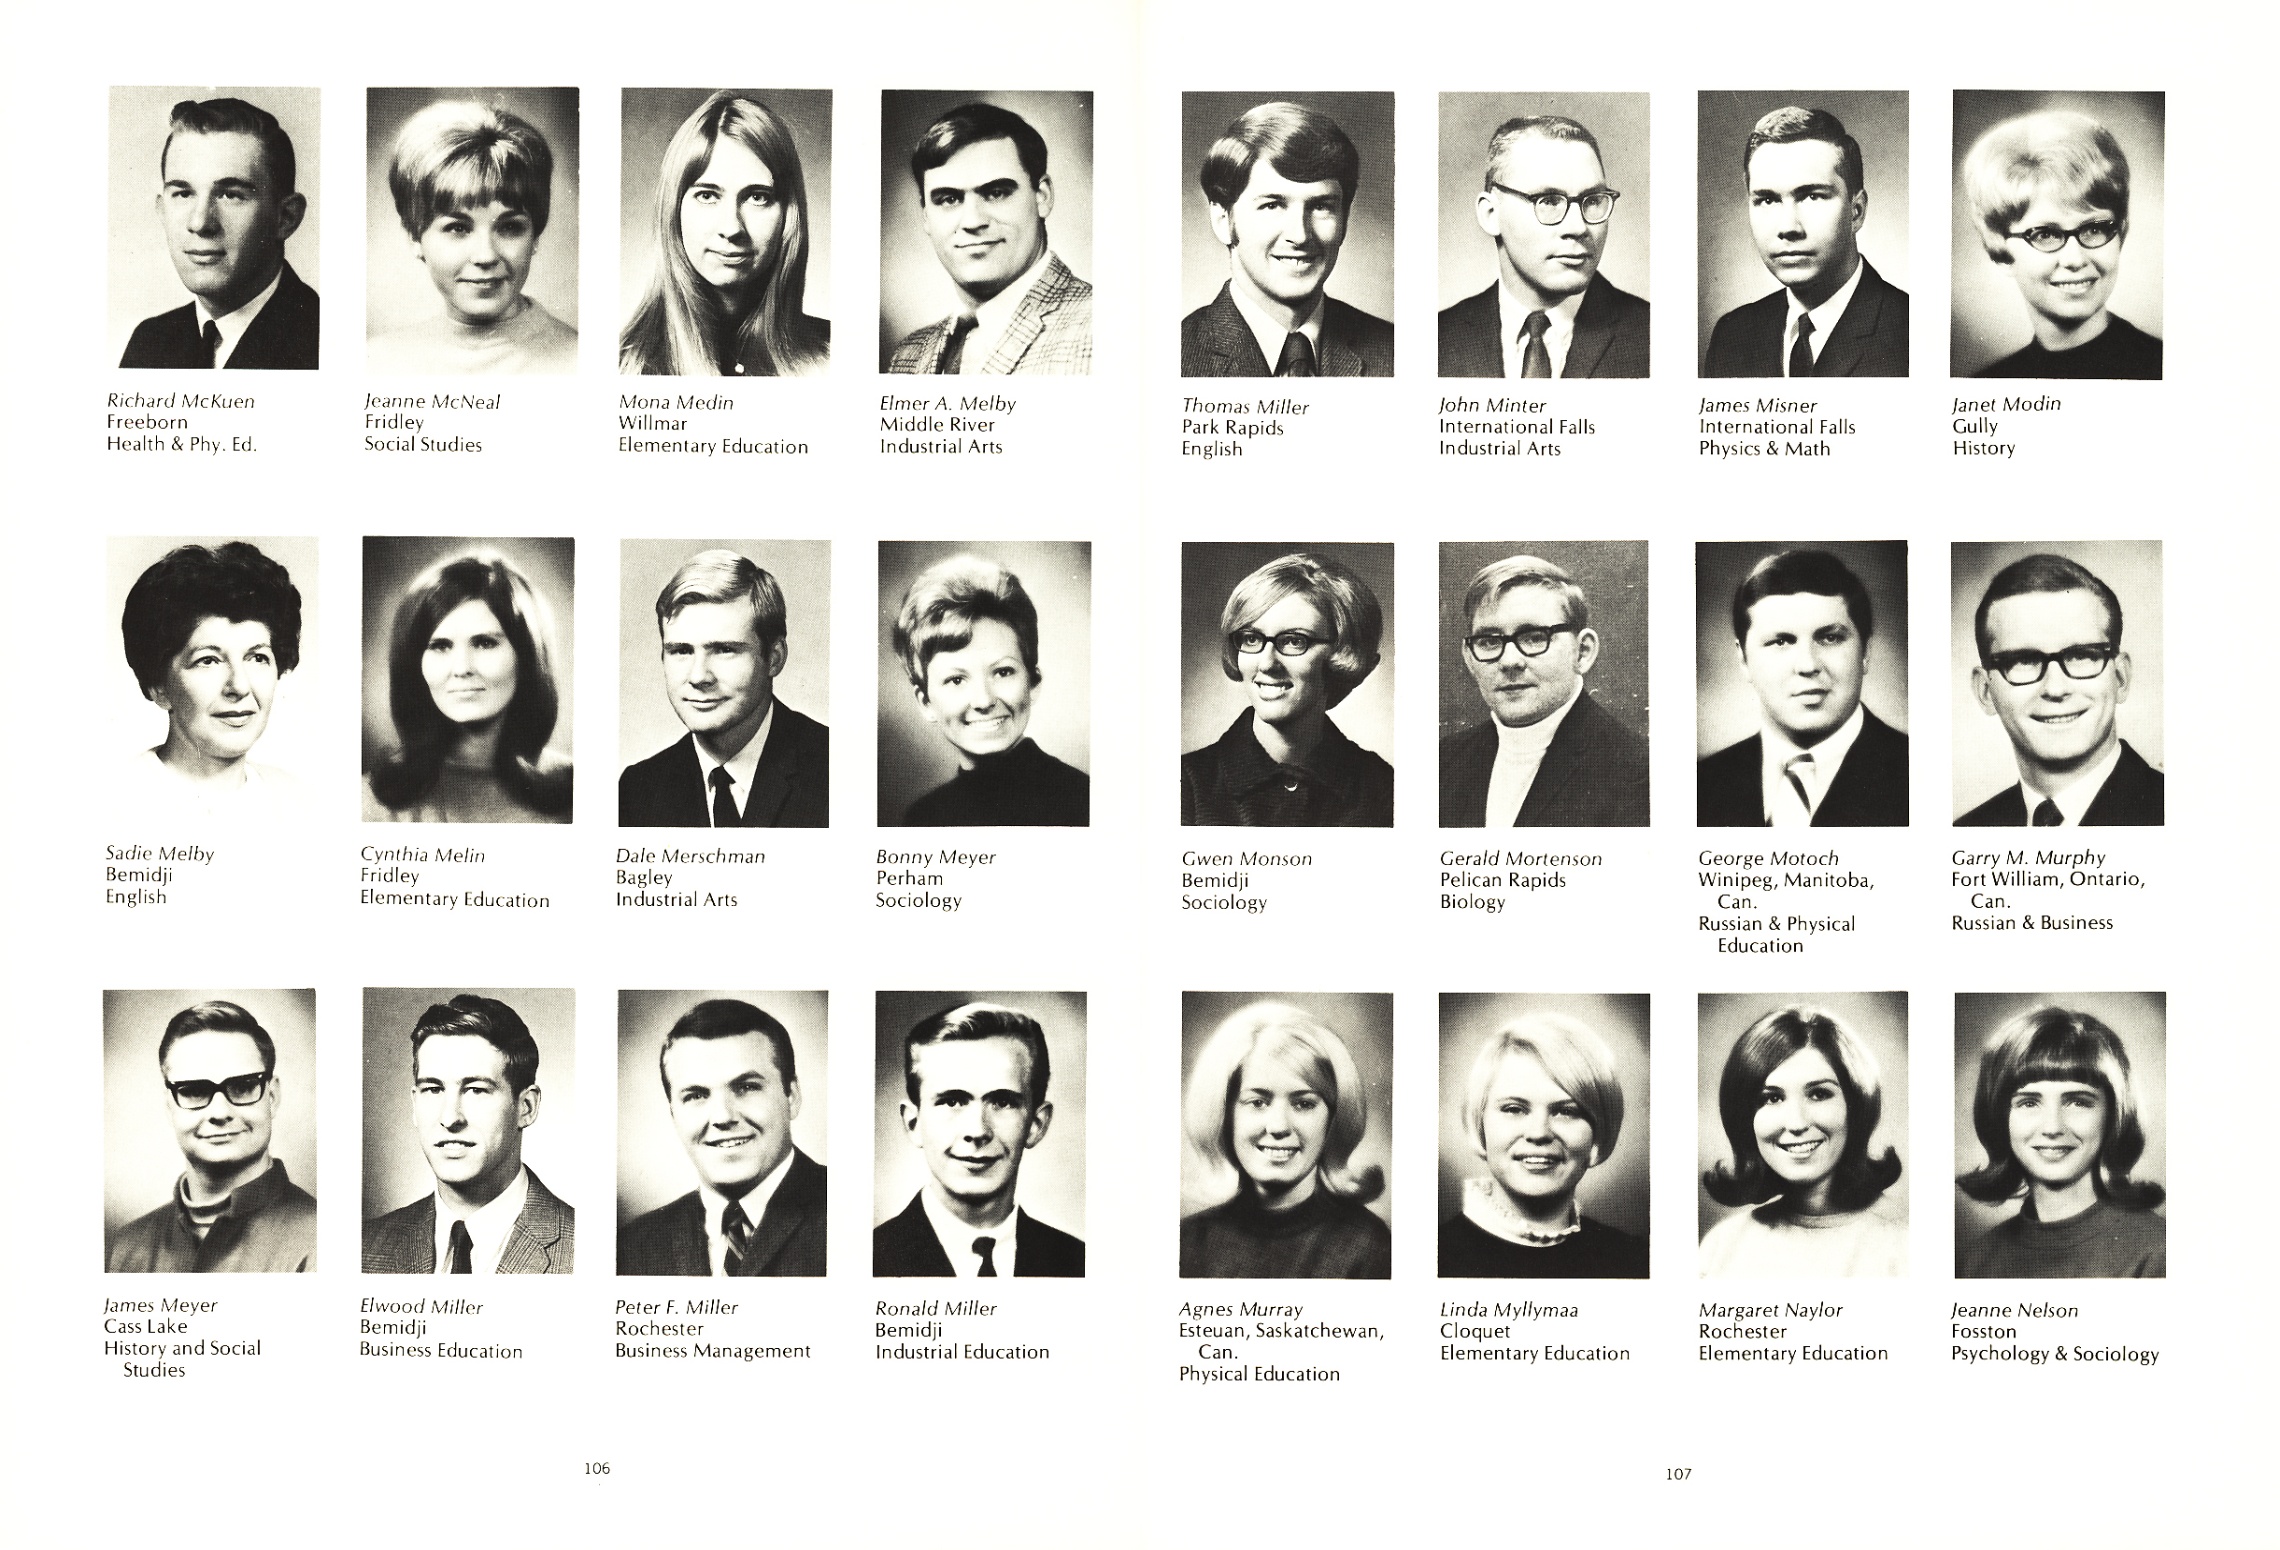 Richard McKuen
Freeborn
Health & Phy. Ed.
Jeanne McNeal
Fridley
Social Studies
Mona Medin
Willmar
Elementary Education
Elmer A. Melby
Middle River
Industrial Arts
Sadie Melby
Bemidji
English
Cynthia Melin
Fridley
Elementary Education
Dale Merschman
Bagley
Industrial Arts
Bonny Meyer
Perham
Sociology
James Meyer
Cass Lake
History and Social
Studies
Elwood Miller
Bemidji
Business Education
Peter F. Miller
Rochester
Business Management
Ronald Miller
Bemidji
Industrial Education
106
Thomas Miller
Park Rapids
English
John Minter
International Falls
Industrial Arts
James Misner
International Falls
Physics & Math
Janet Modin
Gully
History
Gwen Monson
Bemidji
Sociology
Gerald Mortenson
Pelican Rapids
Biology
George Motoch
Winipeg, Manitoba,
Can.
Russian & Physical
Education
Garry M. Murphy
Fort William, Ontario,
Can.
Russian & Business
Agnes Murray
Esteuan, Saskatchewan,
Can.
Physical Education
Linda Myllymaa
Cloquet
Elementary Education
Margaret Naylor
Rochester
Elementary Education
Jeanne Nelson
Fosston
Psychology & Sociology
107